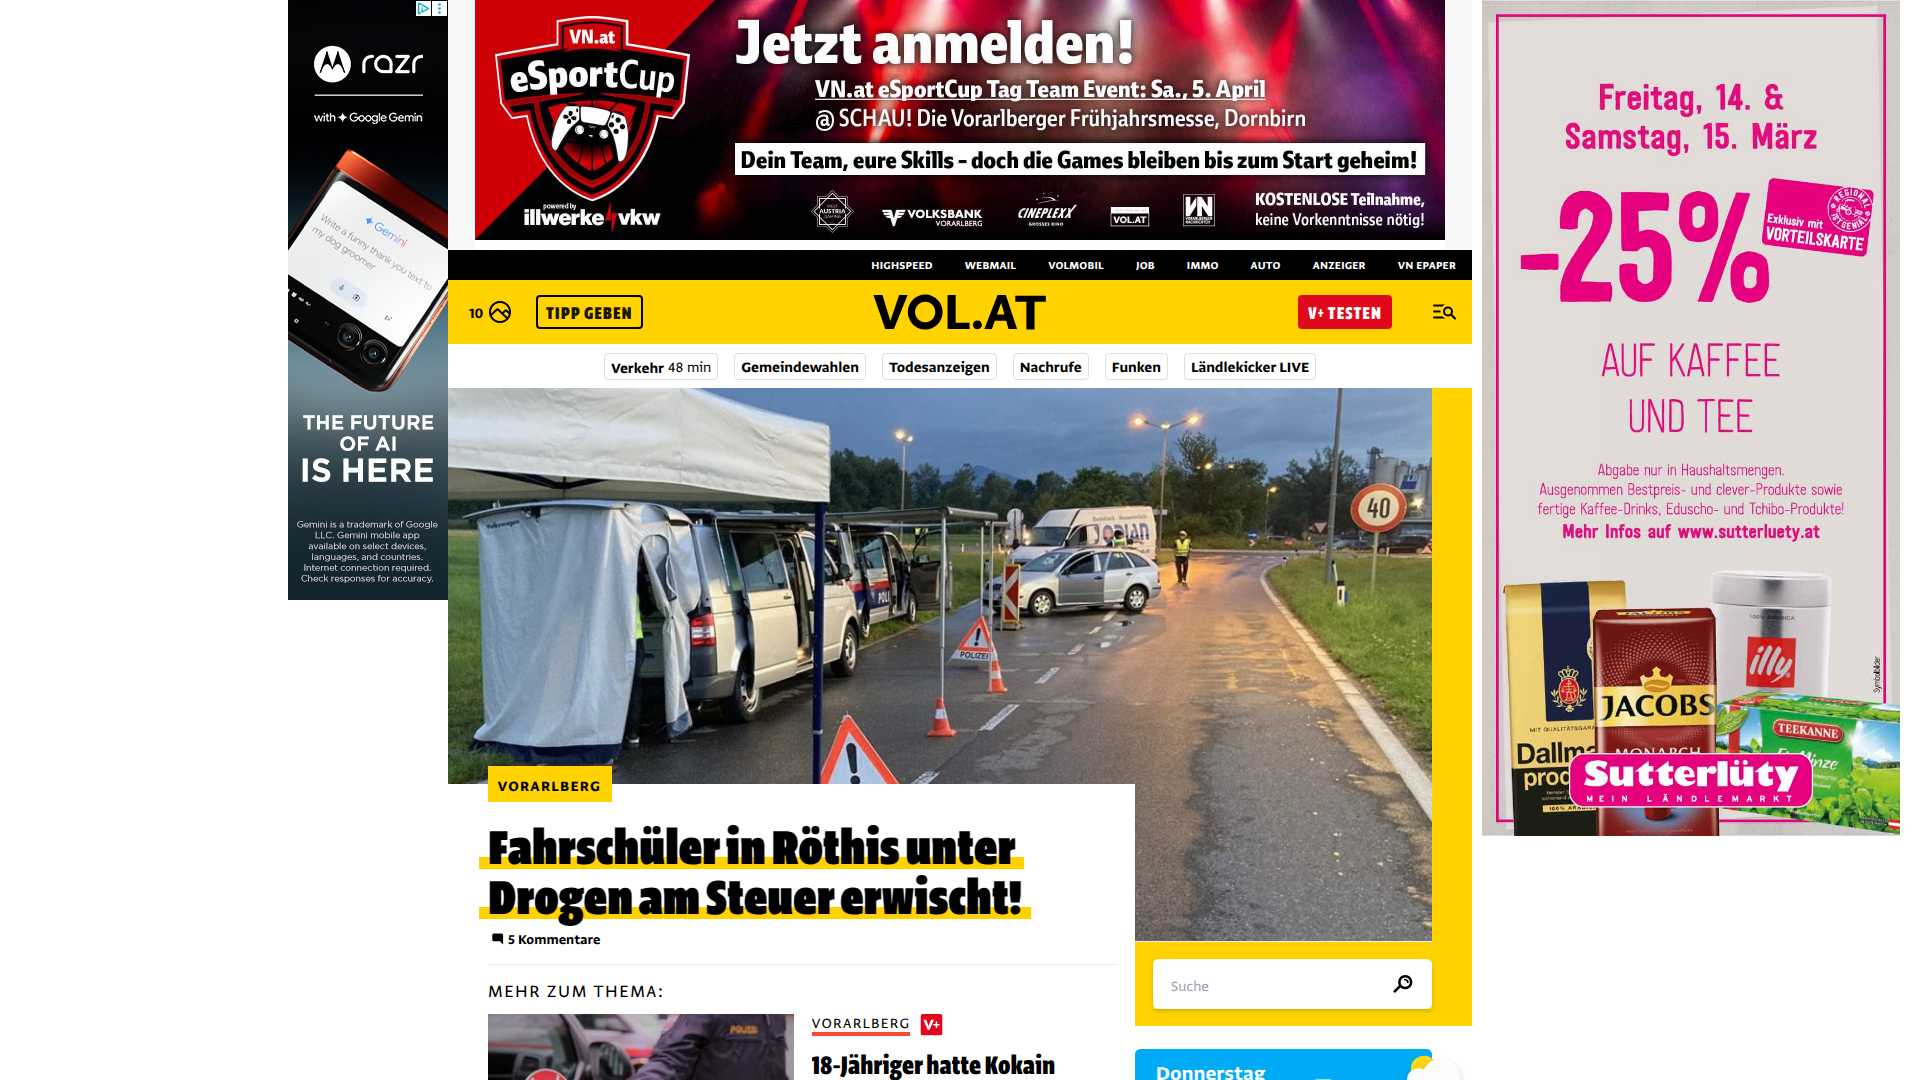 razr
with Google Gemini
Gemini
Write a funny thank you text to
my dog groomer
THE FUTURE
OF AI
IS HERE
Gemini is a trademark of Google
LLC. Gemini mobile app
available on select devices,
languages, and countries.
Internet connection required.
Check responses for accuracy.
VN.at
eSportCup
powered by
illwerke vkw
Jetzt anmelden!
VN.at eSportCup Tag Team Event: Sa., 5. April
@ SCHAU! Die Vorarlberger Frühjahrsmesse, Dornbirn
Dein Team, eure Skills – doch die Games bleiben bis zum Start geheim!
AUSTRIA
VOLKSBANK
VORARLBERG
CINEPLEXX
VOL.AT
VN
KOSTENLOSE Teilnahme,
keine Vorkenntnisse nötig!
HIGHSPEED WEBMAIL VOLMOBIL JOB IMMO AUTO ANZEIGER VN EPAPER
10 TIPP GEBEN VOL.AT V+ TESTEN
Verkehr 48 min Gemeindewahlen Todesanzeigen Nachrufe Funken Ländlekicker LIVE
40
POLIZEI
VORARLBERG
Fahrschüler in Röthis unter
Drogen am Steuer erwischt!
5 Kommentare
MEHR ZUM THEMA:
POLIZEI
VORARLBERG V+
18-Jähriger hatte Kokain
Suche
Donnerstag
Freitag, 14. &
Samstag, 15. März
-25%
Exklusiv mit
VORTEILSKARTE
REGIONAL
IST GENIAL
AUF KAFFEE
UND TEE
Abgabe nur in Haushaltsmengen.
Ausgenommen Bestpreis- und clever-Produkte sowie
fertige Kaffee-Drinks, Eduscho- und Tchibo-Produkte!
Mehr Infos auf www.sutterluety.at
illy
JACOBS
MONARCH
TEEKANNE
Symbolbilder
Sutterlüty
MEIN LÄNDLEMARKT